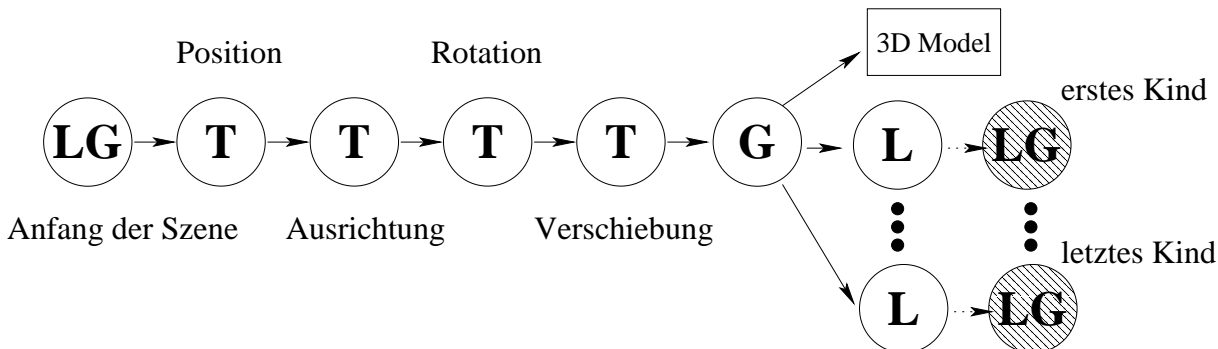 Position
Rotation
3D Model
erstes Kind
LG
T
T
T
T
G
L
LG
Anfang der Szene
Ausrichtung
Verschiebung
letztes Kind
L
LG